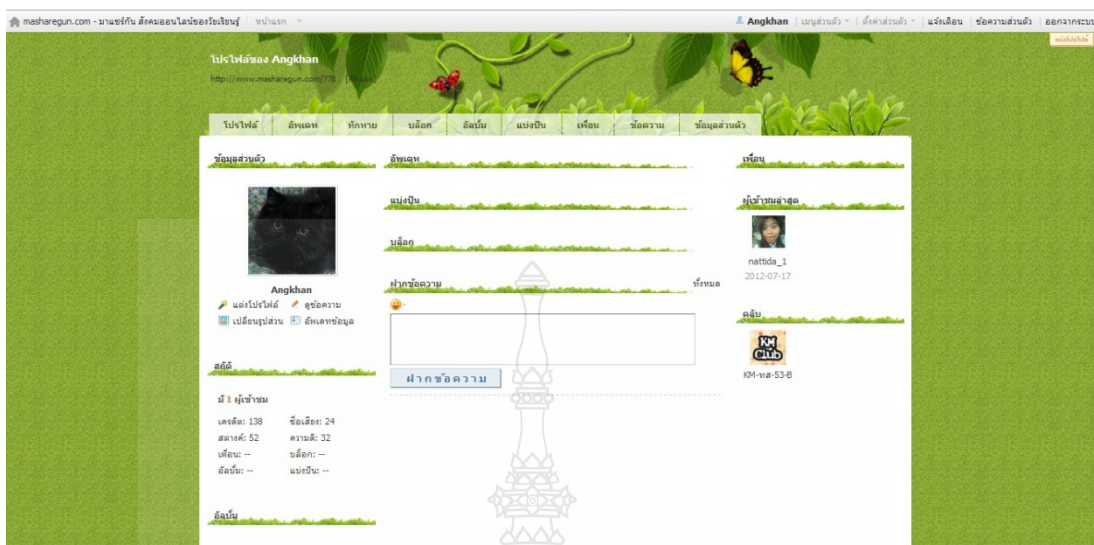 masharegun.com - มาแชร์กัน สังคมออนไลน์ของวัยเรียนรู้ หน้าแรก
Angkhan เมนูส่วนตัว ตั้งค่าส่วนตัว แจ้งเตือน ข้อความส่วนตัว ออกจากระบบ
แต่งโปรไฟล์
โปรไฟล์ของ Angkhan
โปรไฟล์ อัพเดท ทักทาย บล็อก อัลบั้ม แบ่งปัน เพื่อน ข้อความ ข้อมูลส่วนตัว
ข้อมูลส่วนตัว
Angkhan
แต่งโปรไฟล์ ดูข้อความ
เปลี่ยนรูปส่วน อัพเดทข้อมูล
สถิติ
มี 1 ผู้เข้าชม
เครดิต: 138 ชื่อเสียง: 24
สตางค์: 52 ความดี: 32
เพื่อน: -- บล็อก: --
อัลบั้ม: -- แบ่งปัน: --
อัลบั้ม
อัพเดท
แบ่งปัน
บล็อก
ฝากข้อความ ทั้งหมด
ฝากข้อความ
เพื่อน
ผู้เข้าชมล่าสุด
nattida_1
2012-07-17
คลับ
KM
Club
KM-ทส-53-B